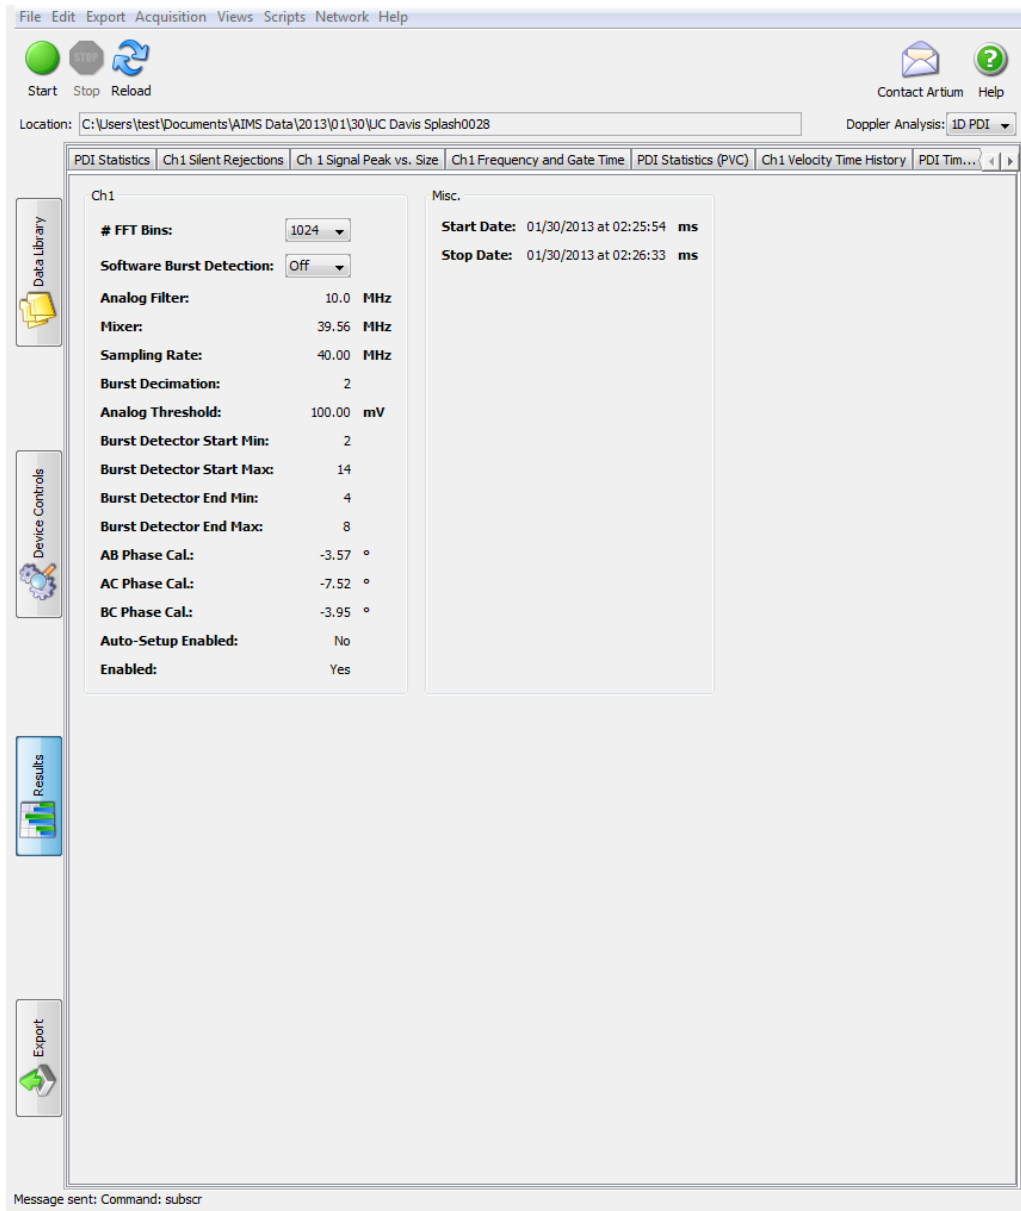 File Edit Export Acquisition Views Scripts Network Help
STOP
Start Stop Reload
Contact Artium Help
Location: C:\Users\test\Documents\AIMS Data\2013\01\30\UC Davis Splash0028
Doppler Analysis: 1D PDI
PDI Statistics Ch1 Silent Rejections Ch 1 Signal Peak vs. Size Ch1 Frequency and Gate Time PDI Statistics (PVC) Ch1 Velocity Time History PDI Tim...
Data Library
Device Controls
Results
Export
Ch1
# FFT Bins: 1024
Software Burst Detection: Off
Analog Filter: 10.0 MHz
Mixer: 39.56 MHz
Sampling Rate: 40.00 MHz
Burst Decimation: 2
Analog Threshold: 100.00 mV
Burst Detector Start Min: 2
Burst Detector Start Max: 14
Burst Detector End Min: 4
Burst Detector End Max: 8
AB Phase Cal.: -3.57 °
AC Phase Cal.: -7.52 °
BC Phase Cal.: -3.95 °
Auto-Setup Enabled: No
Enabled: Yes
Misc.
Start Date: 01/30/2013 at 02:25:54 ms
Stop Date: 01/30/2013 at 02:26:33 ms
Message sent: Command: subscr